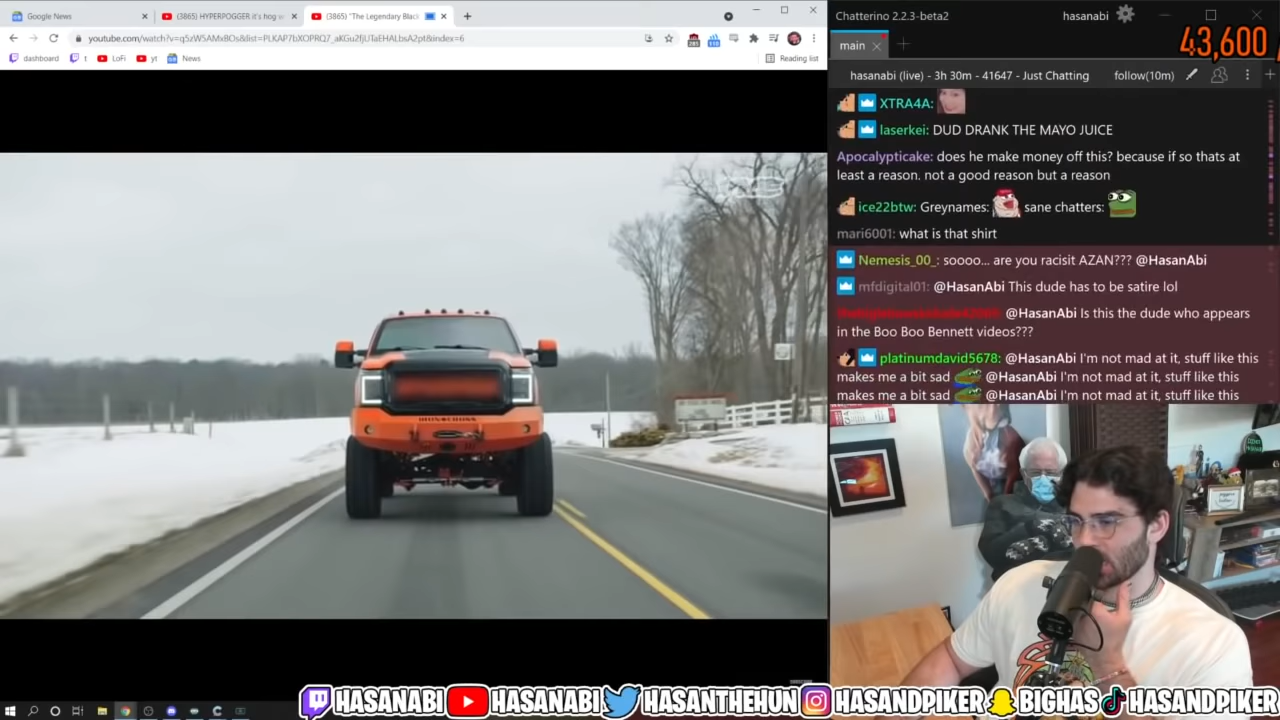 Google News
(3865) HYPERPOGGER it's hog w
(3865) "The Legendary Black
youtube.com/watch?v=q5zW5AMxBOs&list=PLKAP7bXOPRQ7_aKGu2fjUTaEHALbsA2pt&index=6
dashboard
t
LoFi
yt
News
Reading list
IRON CROSS
Chatterino 2.2.3-beta2
hasanabi
43,600
main
hasanabi (live) - 3h 30m - 41647 - Just Chatting
follow(10m)
XTRA4A:
laserkei: DUD DRANK THE MAYO JUICE
Apocalypticake: does he make money off this? because if so thats at
least a reason. not a good reason but a reason
ice22btw: Greynames: sane chatters:
mari6001: what is that shirt
Nemesis_00_: soooo... are you racisit AZAN??? @HasanAbi
mfdigital01: @HasanAbi This dude has to be satire lol
@HasanAbi Is this the dude who appears
in the Boo Boo Bennett videos???
platinumdavid5678: @HasanAbi I'm not mad at it, stuff like this
makes me a bit sad @HasanAbi I'm not mad at it, stuff like this
makes me a bit sad @HasanAbi I'm not mad at it, stuff like this
HASANABI HASANABI HASANTHEHUN HASANDPIKER BIGHAS HASANDPIKER